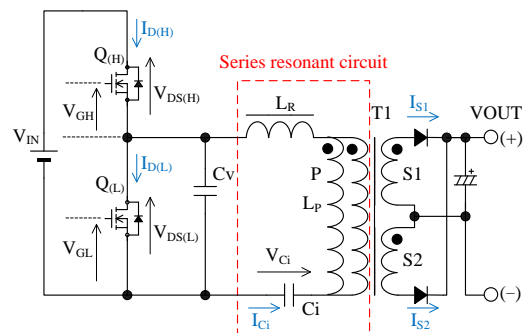 I_D(H)
Q_(H)
Series resonant circuit
V_GH
V_DS(H)
L_R
T1
I_S1
VOUT
(+)
V_IN
I_D(L)
Cv
P
S1
Q_(L)
L_P
V_GL
V_DS(L)
V_Ci
S2
Ci
I_Ci
I_S2
(−)
+